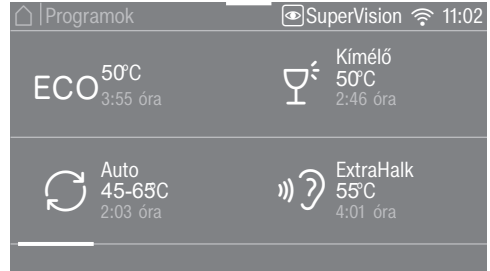 Programok SuperVision 11:02
ECO 50°C
3:55 óra
Kímélő
50°C
2:46 óra
Auto
45-65°C
2:03 óra
ExtraHalk
55°C
4:01 óra